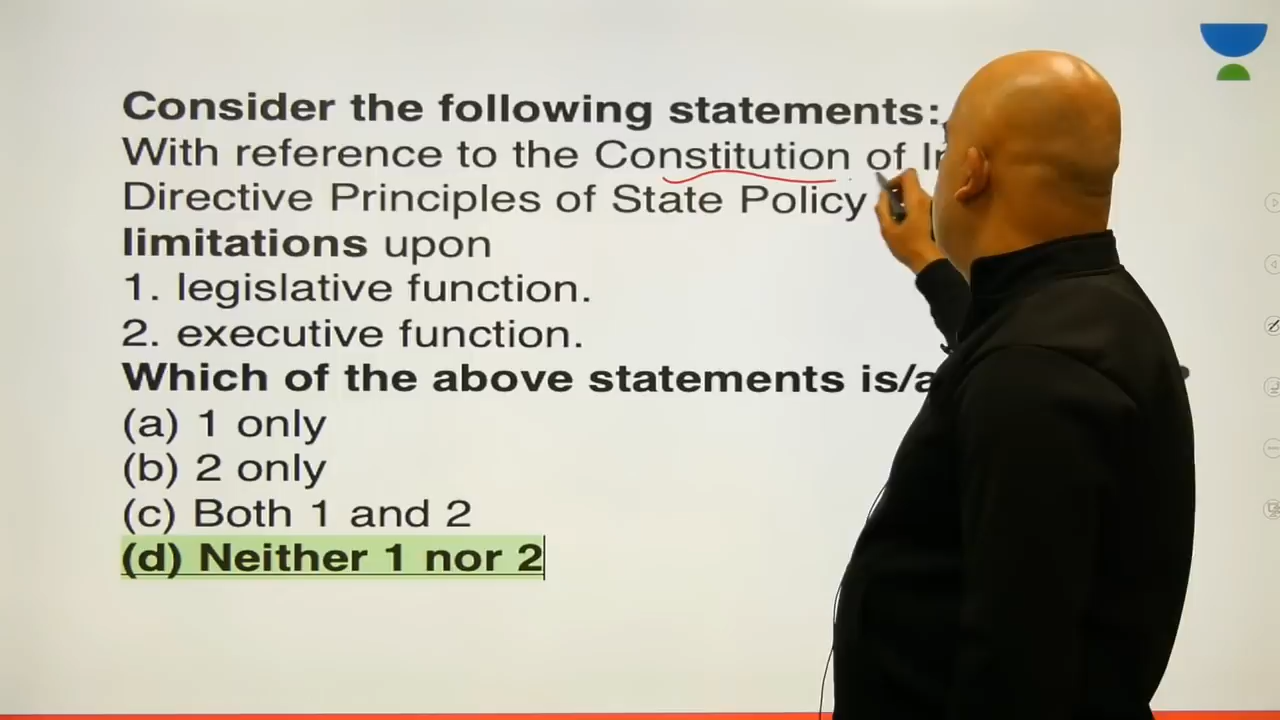 Consider the following statements:
With reference to the Constitution of
Directive Principles of State Policy
limitations upon
1. legislative function.
2. executive function.
Which of the above statements
(a) 1 only
(b) 2 only
(c) Both 1 and 2
(d) Neither 1 nor 2